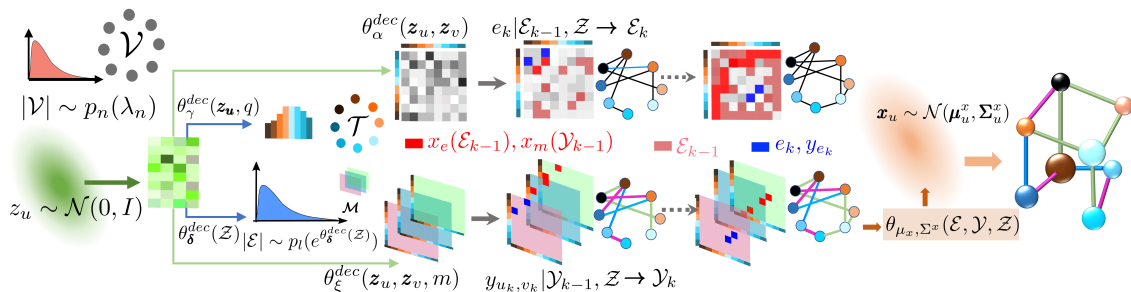 𝒱
|𝒱| ∼ pₙ(λₙ)
z_u ∼ 𝒩(0, I)
θ_γ^{dec}(z_u, q)
𝒯
θ_δ^{dec}(𝒵)
|ℰ| ∼ p_l(e^{θ_δ^{dec}(𝒵)})
ℳ
θ_α^{dec}(z_u, z_v)
e_k|ℰ_{k−1}, 𝒵 → ℰ_k
x_e(ℰ_{k−1}), x_m(𝒴_{k−1})
ℰ_{k−1}
e_k, y_{e_k}
θ_ξ^{dec}(z_u, z_v, m)
y_{u_k,v_k}|𝒴_{k−1}, 𝒵 → 𝒴_k
x_u ∼ 𝒩(μ_u^x, Σ_u^x)
θ_{μ_x,Σ^x}(ℰ, 𝒴, 𝒵)